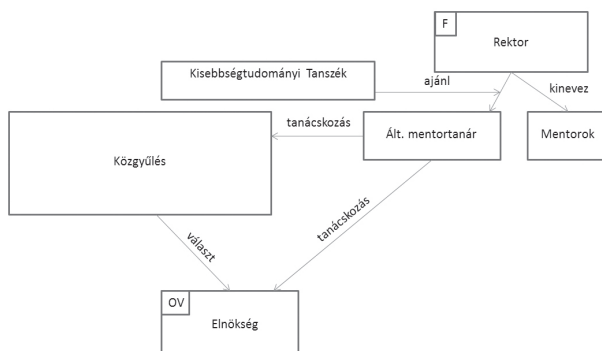 F
Rektor
Kisebbségtudományi Tanszék
ajánl
kinevez
tanácskozás
Ált. mentortanár
Mentorok
Közgyűlés
tanácskozás
választ
OV
Elnökség